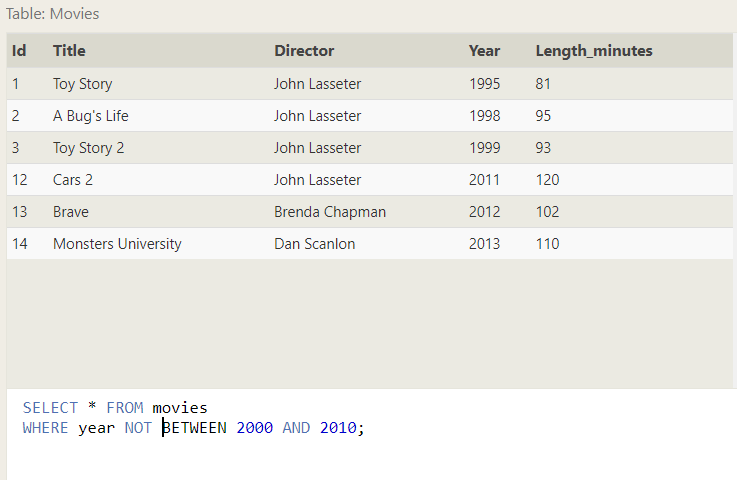 Table: Movies
Id Title Director Year Length_minutes
1 Toy Story John Lasseter 1995 81
2 A Bug's Life John Lasseter 1998 95
3 Toy Story 2 John Lasseter 1999 93
12 Cars 2 John Lasseter 2011 120
13 Brave Brenda Chapman 2012 102
14 Monsters University Dan Scanlon 2013 110
SELECT * FROM movies
WHERE year NOT BETWEEN 2000 AND 2010;